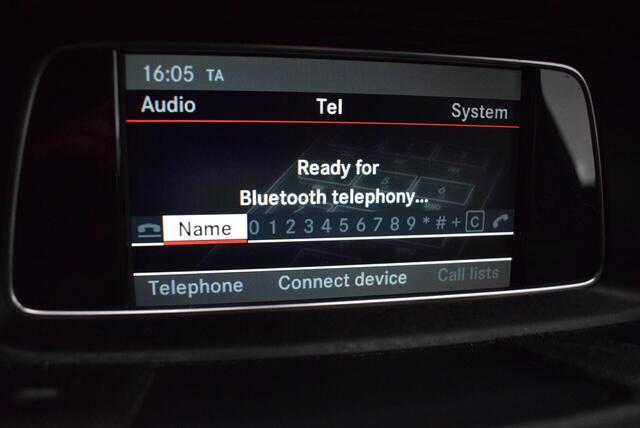 16:05 TA
Audio Tel System
Ready for
Bluetooth telephony...
Name 0 1 2 3 4 5 6 7 8 9 * # + C
Telephone Connect device Call lists